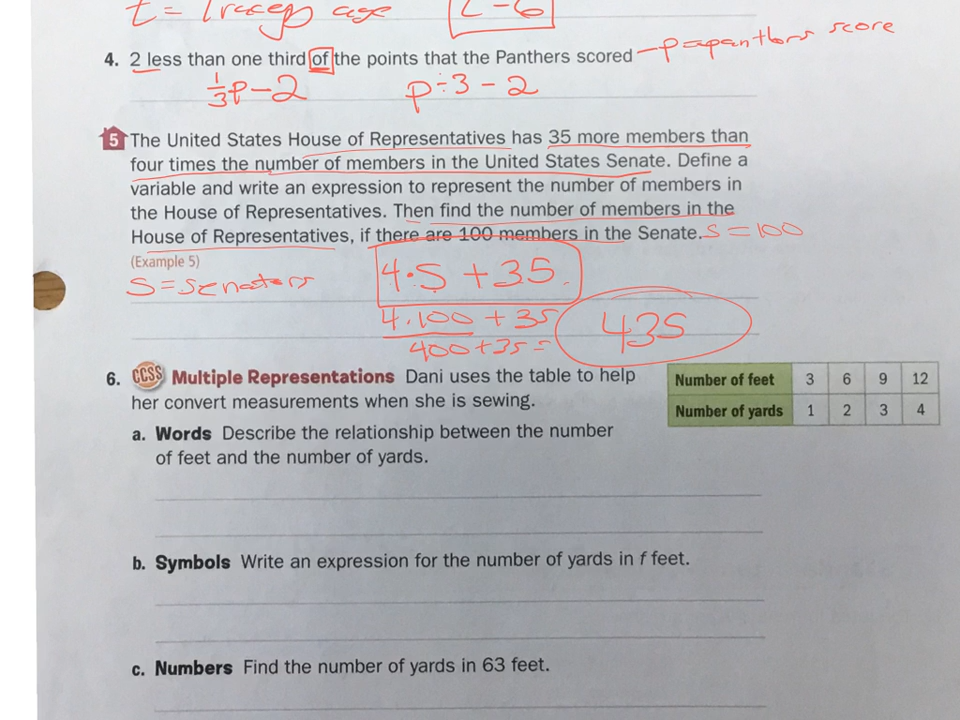 t = Tracey age
4. 2 less than one third of the points that the Panthers scored – p=panthers score
1/3 p – 2 p ÷ 3 – 2
5 The United States House of Representatives has 35 more members than
four times the number of members in the United States Senate. Define a
variable and write an expression to represent the number of members in
the House of Representatives. Then find the number of members in the
House of Representatives, if there are 100 members in the Senate. S = 100
(Example 5)
S = senators 4·S + 35
4·100 + 35 435
400 + 35 =
6. CCSS Multiple Representations Dani uses the table to help
her convert measurements when she is sewing.
Number of feet 3 6 9 12
Number of yards 1 2 3 4
a. Words Describe the relationship between the number
of feet and the number of yards.
b. Symbols Write an expression for the number of yards in f feet.
c. Numbers Find the number of yards in 63 feet.